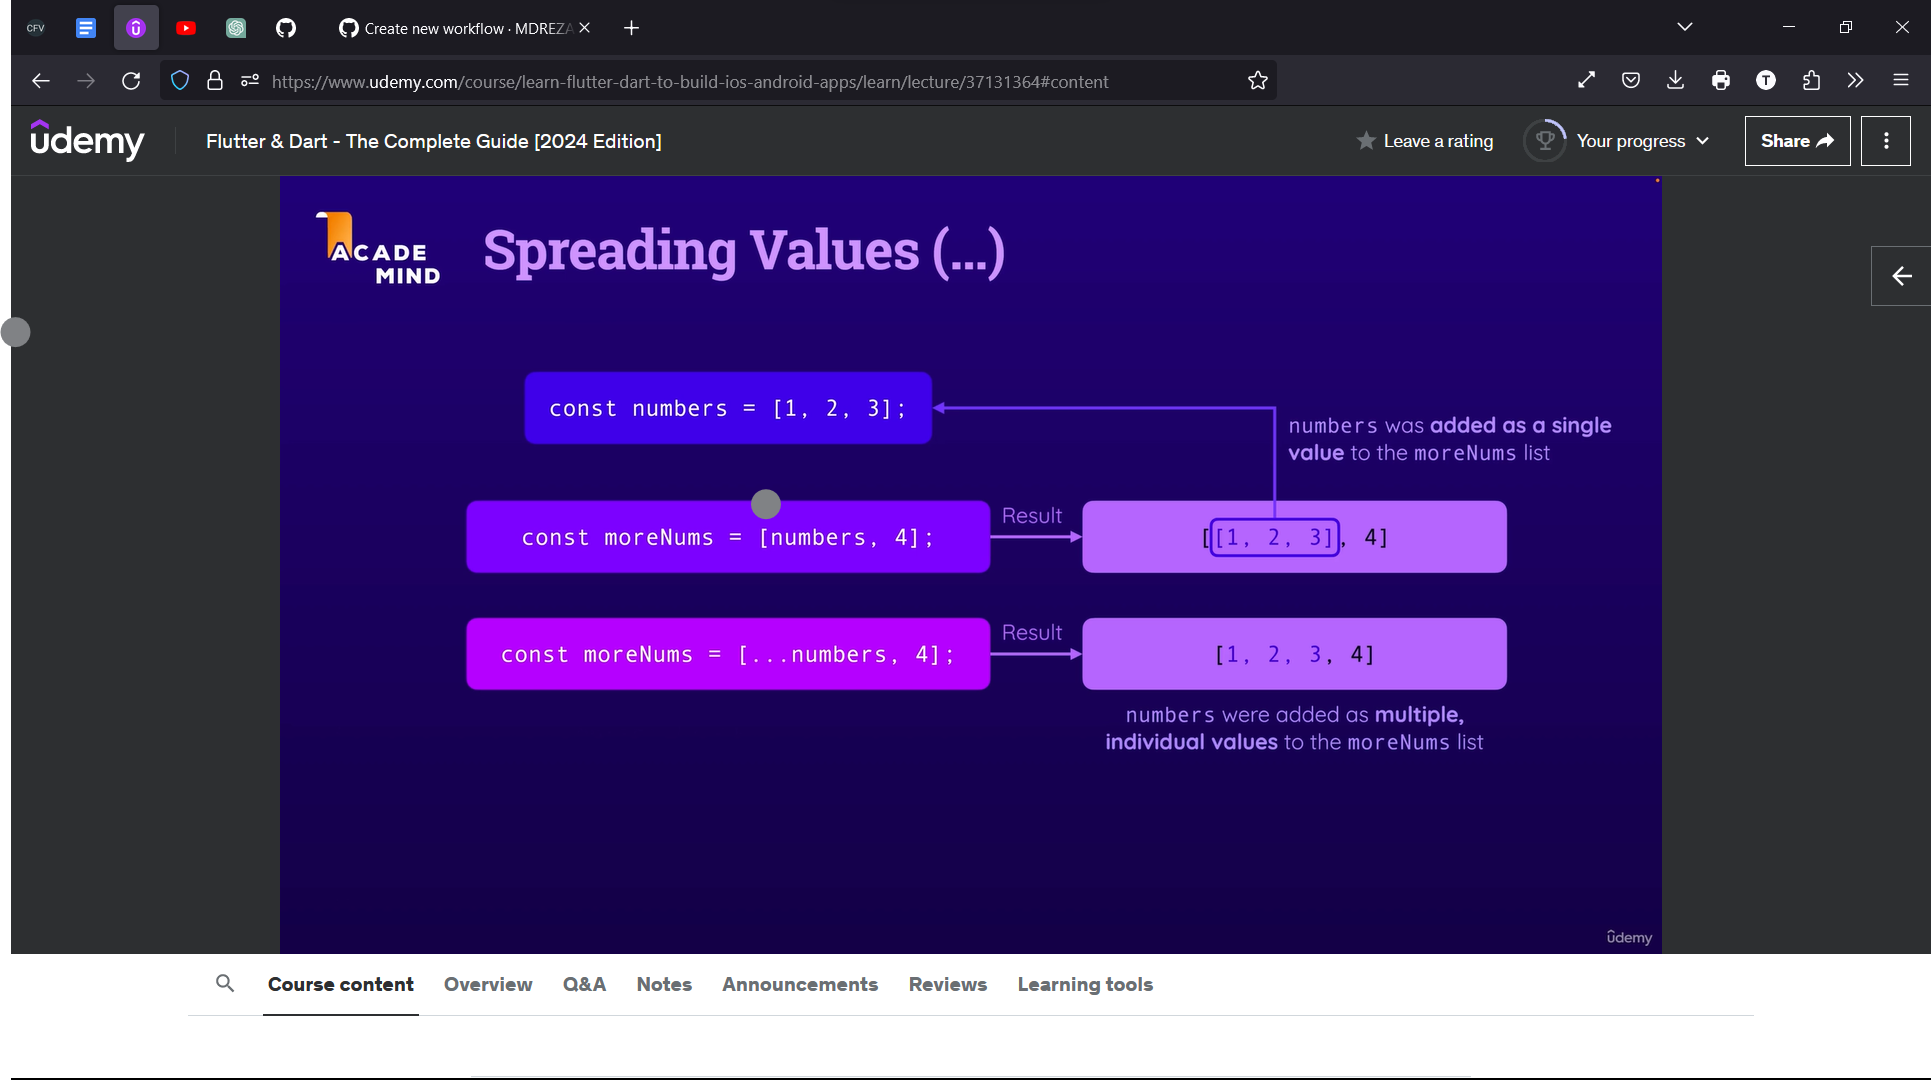 CFV
Create new workflow · MDREZA
https://www.udemy.com/course/learn-flutter-dart-to-build-ios-android-apps/learn/lecture/37131364#content
T
ûdemy
Flutter & Dart - The Complete Guide [2024 Edition]
Leave a rating
Your progress
Share
ACADE
MIND
Spreading Values (...)
const numbers = [1, 2, 3];
numbers was added as a single
value to the moreNums list
const moreNums = [numbers, 4];
Result
[[1, 2, 3], 4]
const moreNums = [...numbers, 4];
Result
[1, 2, 3, 4]
numbers were added as multiple,
individual values to the moreNums list
ûdemy
Course content
Overview
Q&A
Notes
Announcements
Reviews
Learning tools